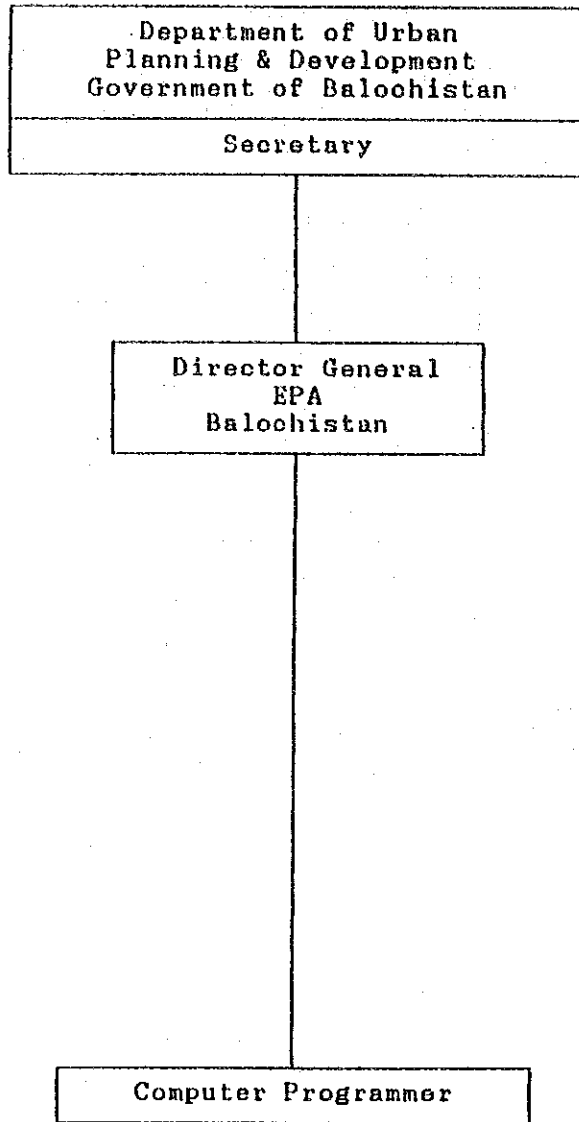 Department of Urban
Planning & Development
Government of Balochistan
Secretary
Director General
EPA
Balochistan
Computer Programmer